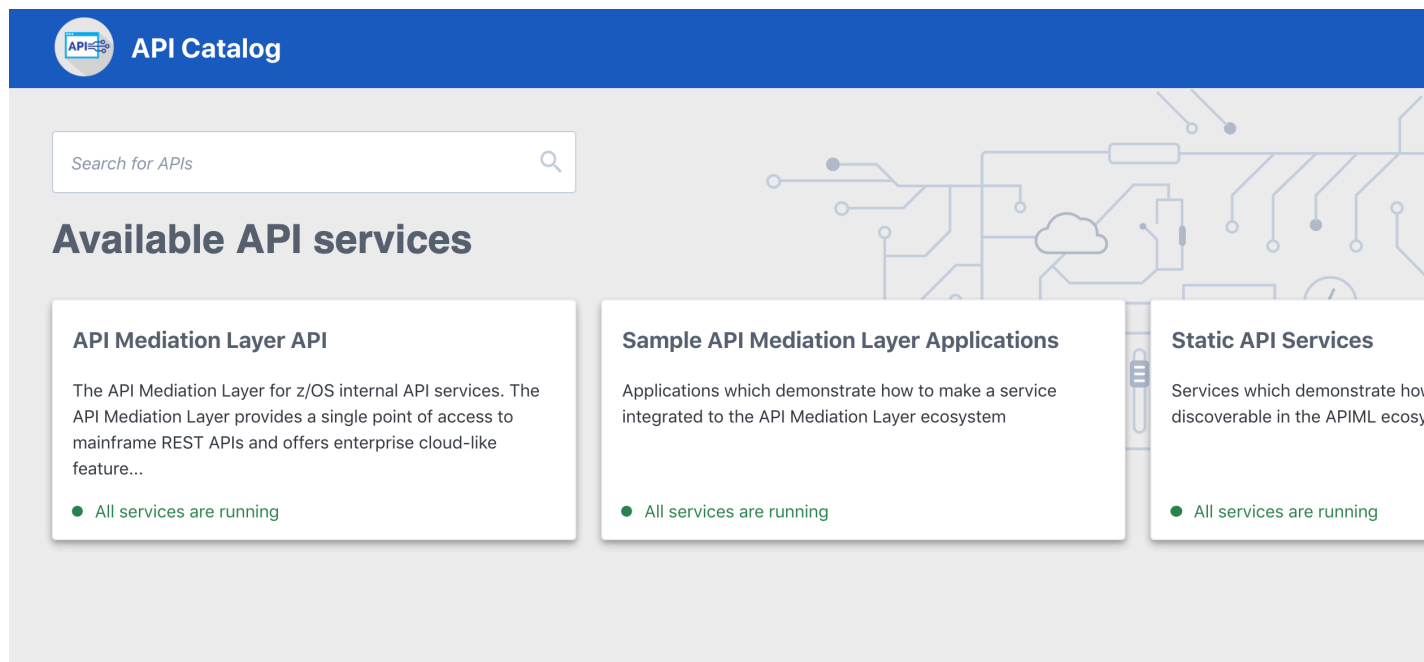 API
API Catalog
Search for APIs
Available API services
API Mediation Layer API
The API Mediation Layer for z/OS internal API services. The
API Mediation Layer provides a single point of access to
mainframe REST APIs and offers enterprise cloud-like
feature...
All services are running
Sample API Mediation Layer Applications
Applications which demonstrate how to make a service
integrated to the API Mediation Layer ecosystem
All services are running
Static API Services
Services which demonstrate
discoverable in the APIML
All services are running